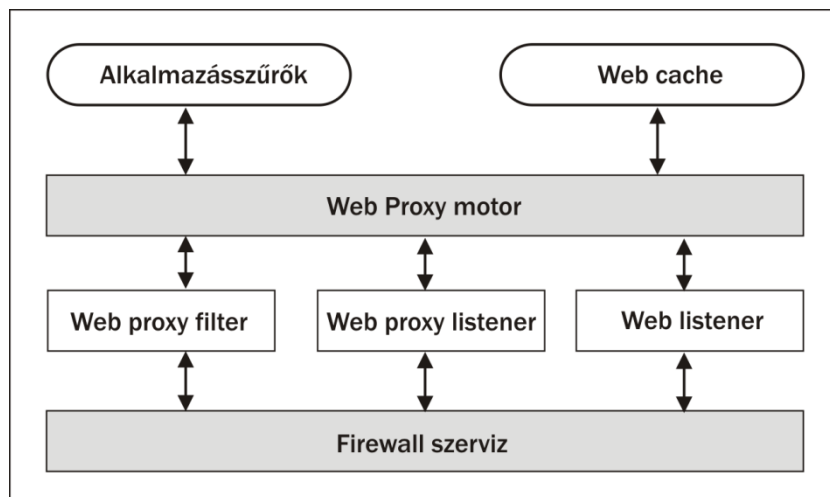 Alkalmazásszűrők
Web cache
Web Proxy motor
Web proxy filter
Web proxy listener
Web listener
Firewall szerviz